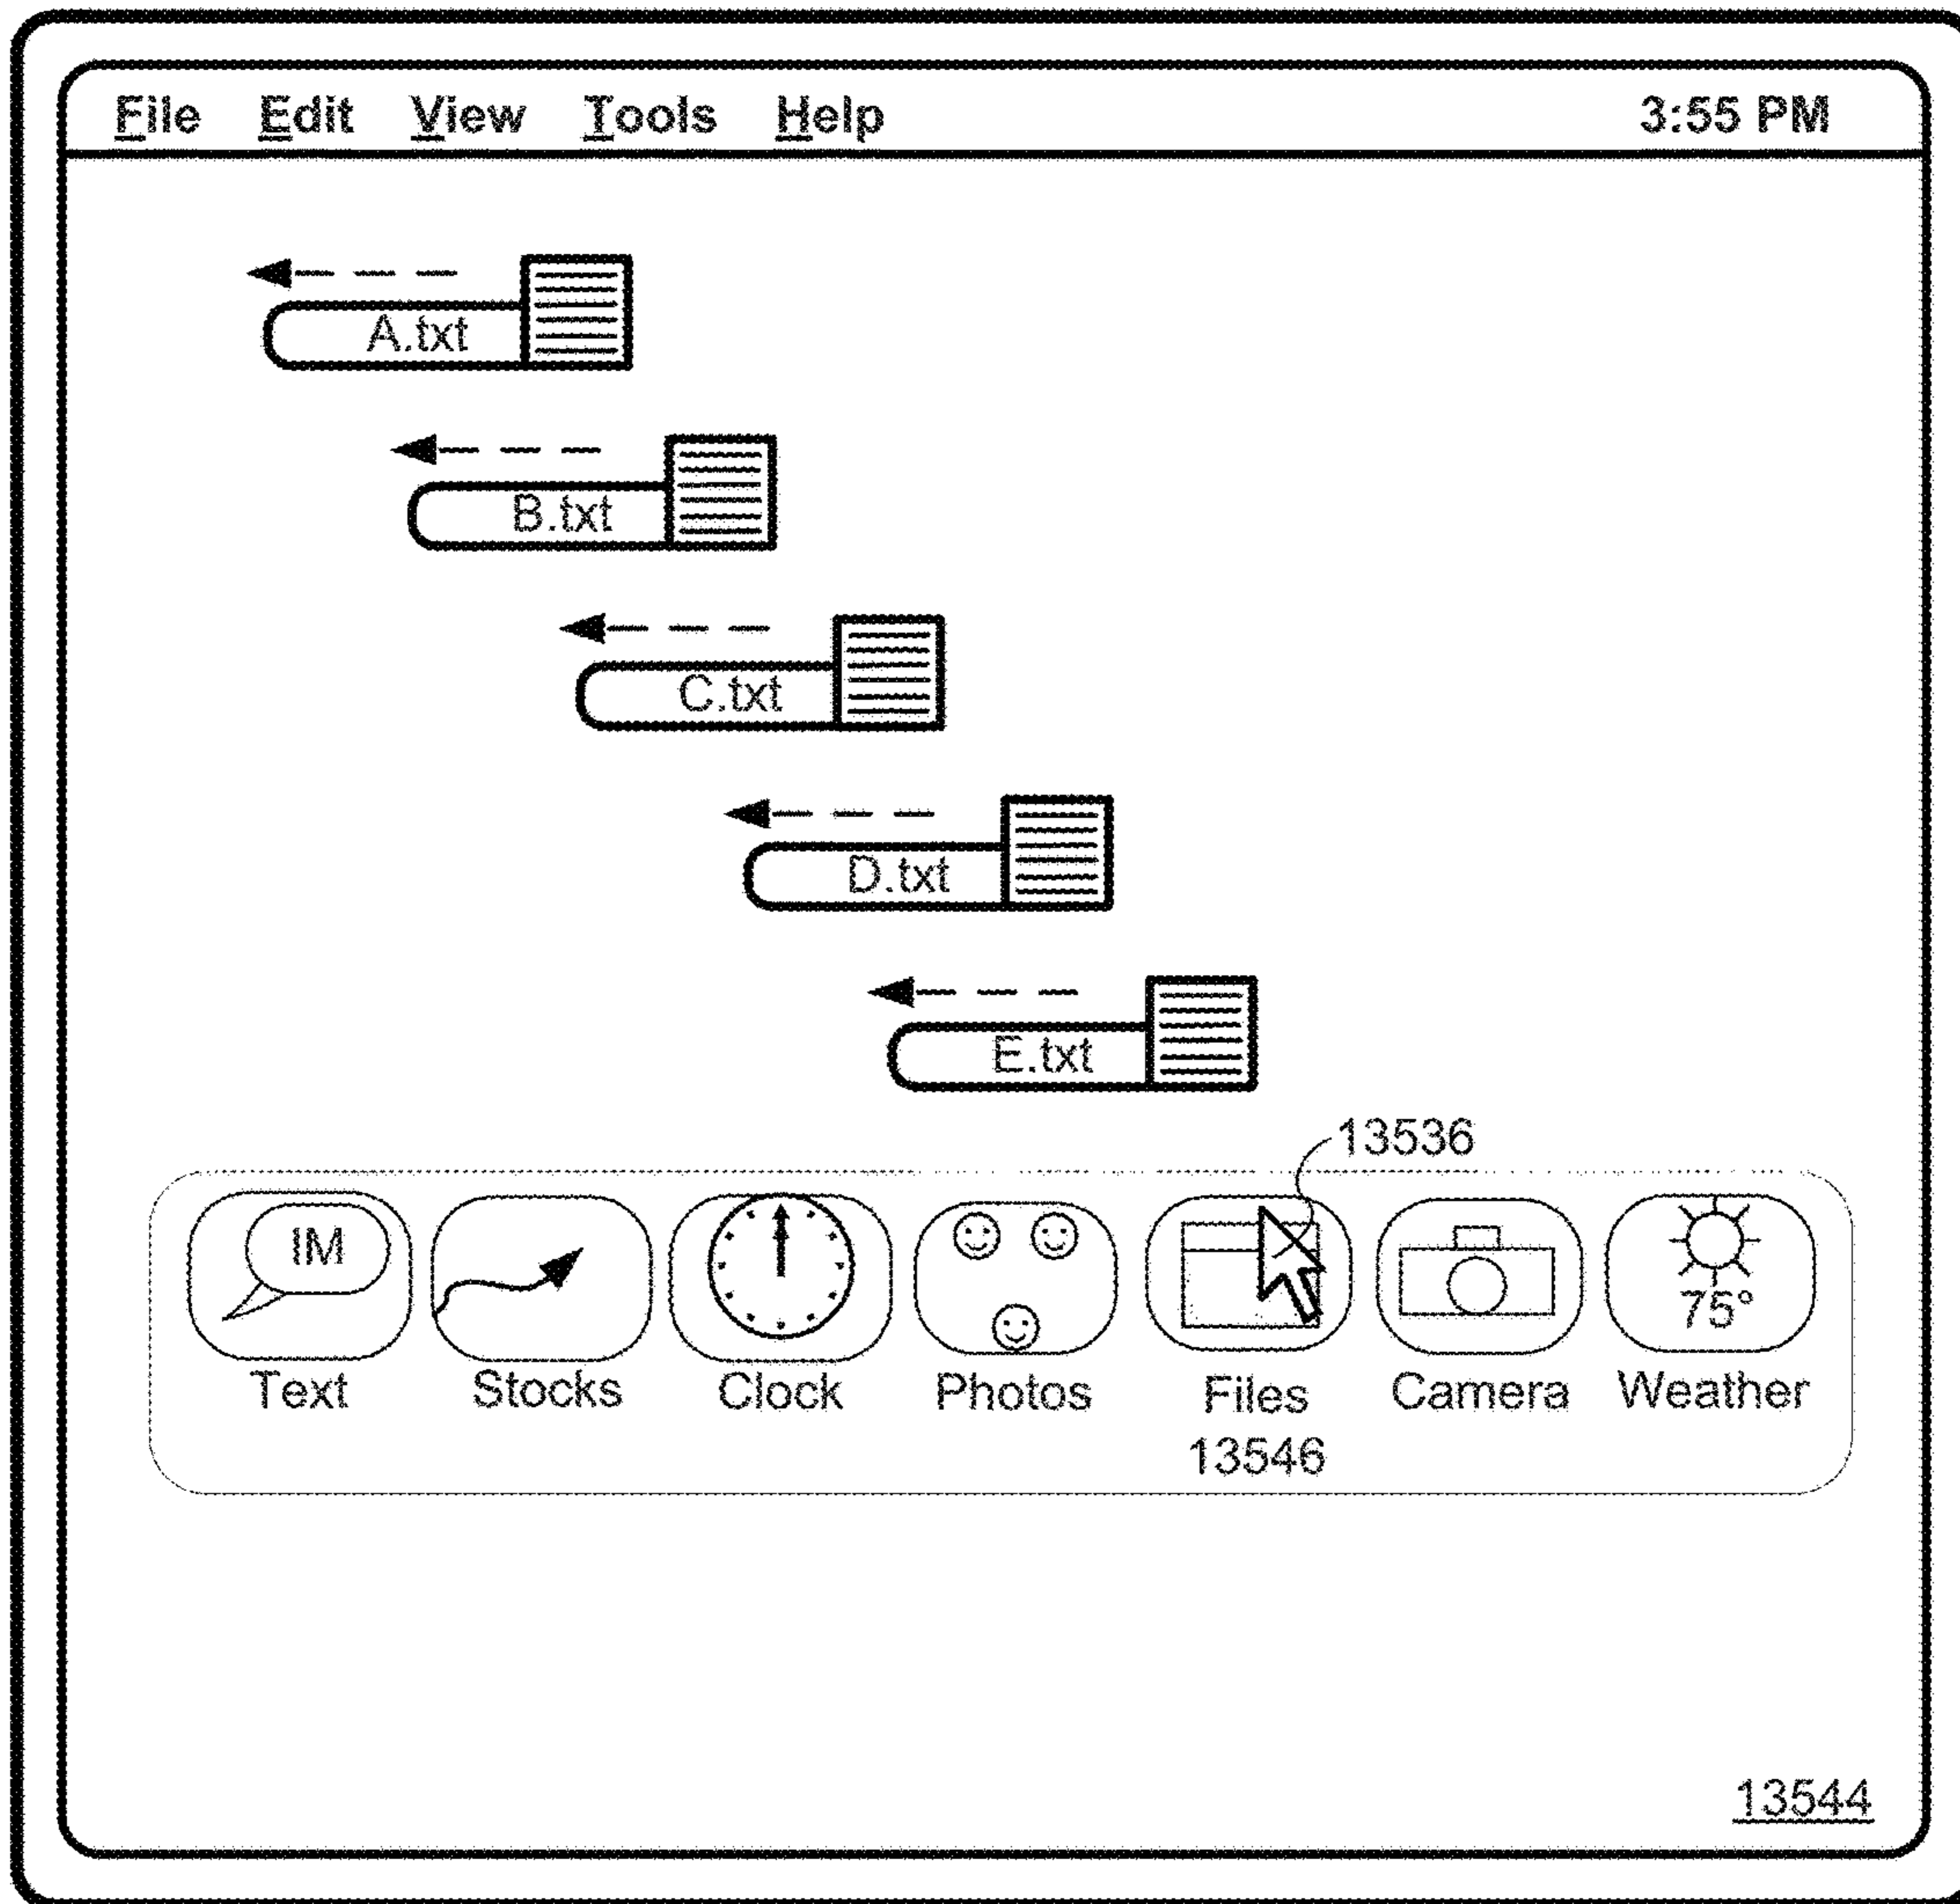 File Edit View Tools Help 3:55 PM
A.txt
B.txt
C.txt
D.txt
E.txt
13536
IM
75°
Text Stocks Clock Photos Files Camera Weather
13546
13544